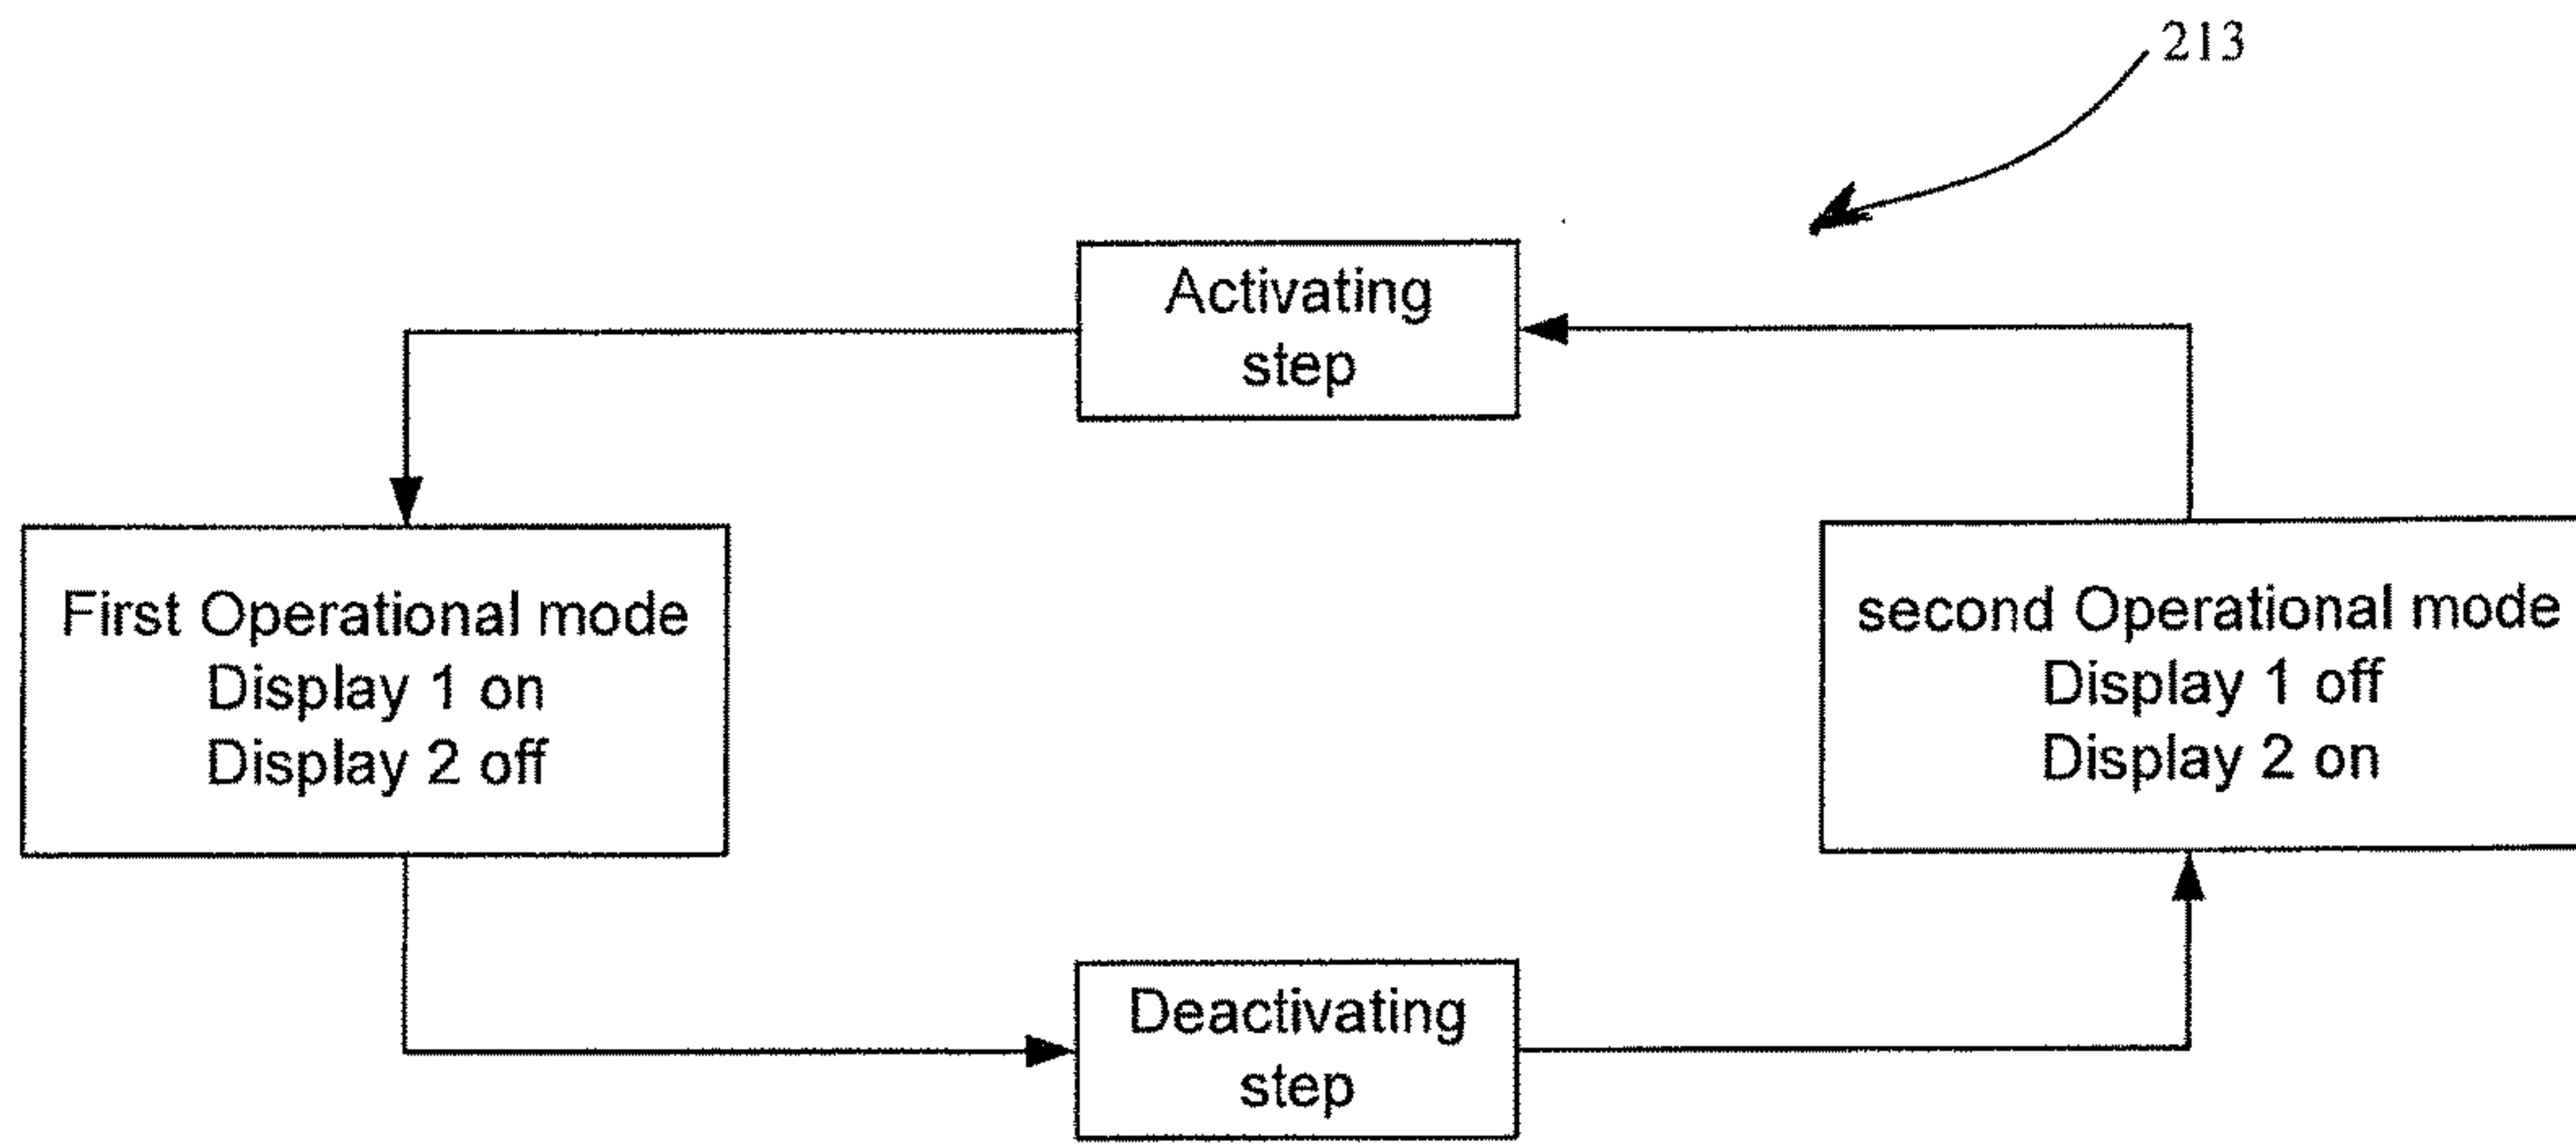 213
Activating
step
First Operational mode
Display 1 on
Display 2 off
second Operational mode
Display 1 off
Display 2 on
Deactivating
step